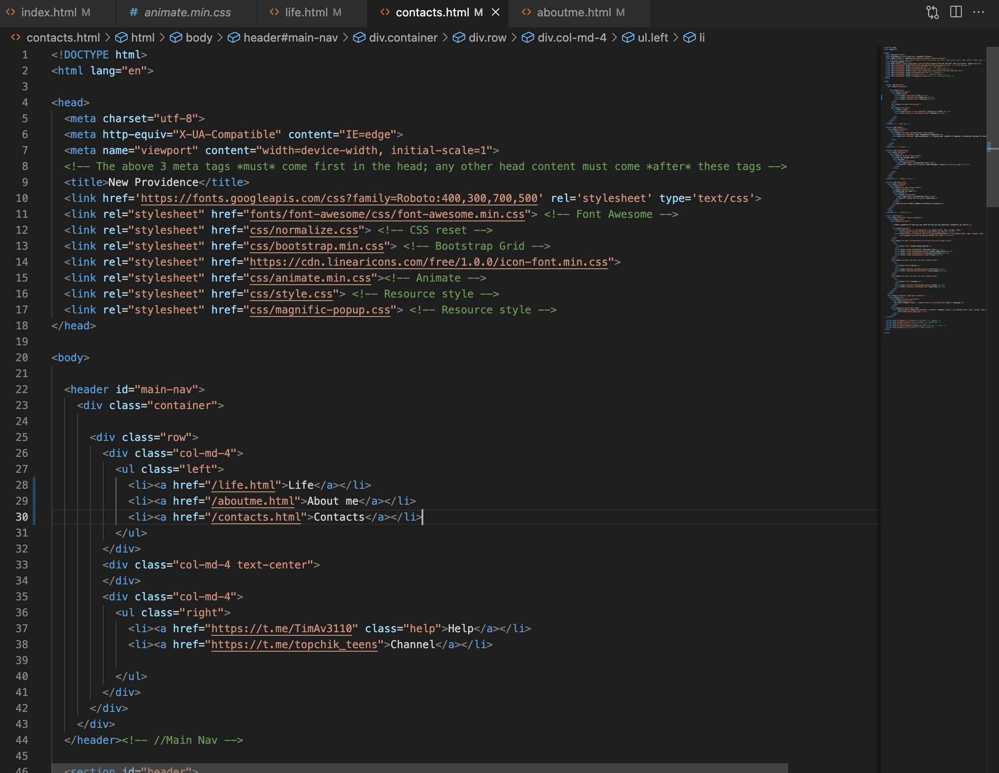 index.html M
# animate.min.css
life.html M
contacts.html M
aboutme.html M
contacts.html > html > body > header#main-nav > div.container > div.row > div.col-md-4 > ul.left > li
1 <!DOCTYPE html>
2 <html lang="en">
3
4 <head>
5 <meta charset="utf-8">
6 <meta http-equiv="X-UA-Compatible" content="IE=edge">
7 <meta name="viewport" content="width=device-width, initial-scale=1">
8 <!-- The above 3 meta tags *must* come first in the head; any other head content must come *after* these tags -->
9 <title>New Providence</title>
10 <link href='https://fonts.googleapis.com/css?family=Roboto:400,300,700,500' rel='stylesheet' type='text/css'>
11 <link rel="stylesheet" href="fonts/font-awesome/css/font-awesome.min.css"> <!-- Font Awesome -->
12 <link rel="stylesheet" href="css/normalize.css"> <!-- CSS reset -->
13 <link rel="stylesheet" href="css/bootstrap.min.css"> <!-- Bootstrap Grid -->
14 <link rel="stylesheet" href="https://cdn.linearicons.com/free/1.0.0/icon-font.min.css">
15 <link rel="stylesheet" href="css/animate.min.css"><!-- Animate -->
16 <link rel="stylesheet" href="css/style.css"> <!-- Resource style -->
17 <link rel="stylesheet" href="css/magnific-popup.css"> <!-- Resource style -->
18 </head>
19
20 <body>
21
22 <header id="main-nav">
23 <div class="container">
24
25 <div class="row">
26 <div class="col-md-4">
27 <ul class="left">
28 <li><a href="/life.html">Life</a></li>
29 <li><a href="/aboutme.html">About me</a></li>
30 <li><a href="/contacts.html">Contacts</a></li>
31 </ul>
32 </div>
33 <div class="col-md-4 text-center">
34 </div>
35 <div class="col-md-4">
36 <ul class="right">
37 <li><a href="https://t.me/TimAv3110" class="help">Help</a></li>
38 <li><a href="https://t.me/topchik_teens">Channel</a></li>
39
40 </ul>
41 </div>
42 </div>
43 </div>
44 </header><!-- //Main Nav -->
45
46 <section id="header">